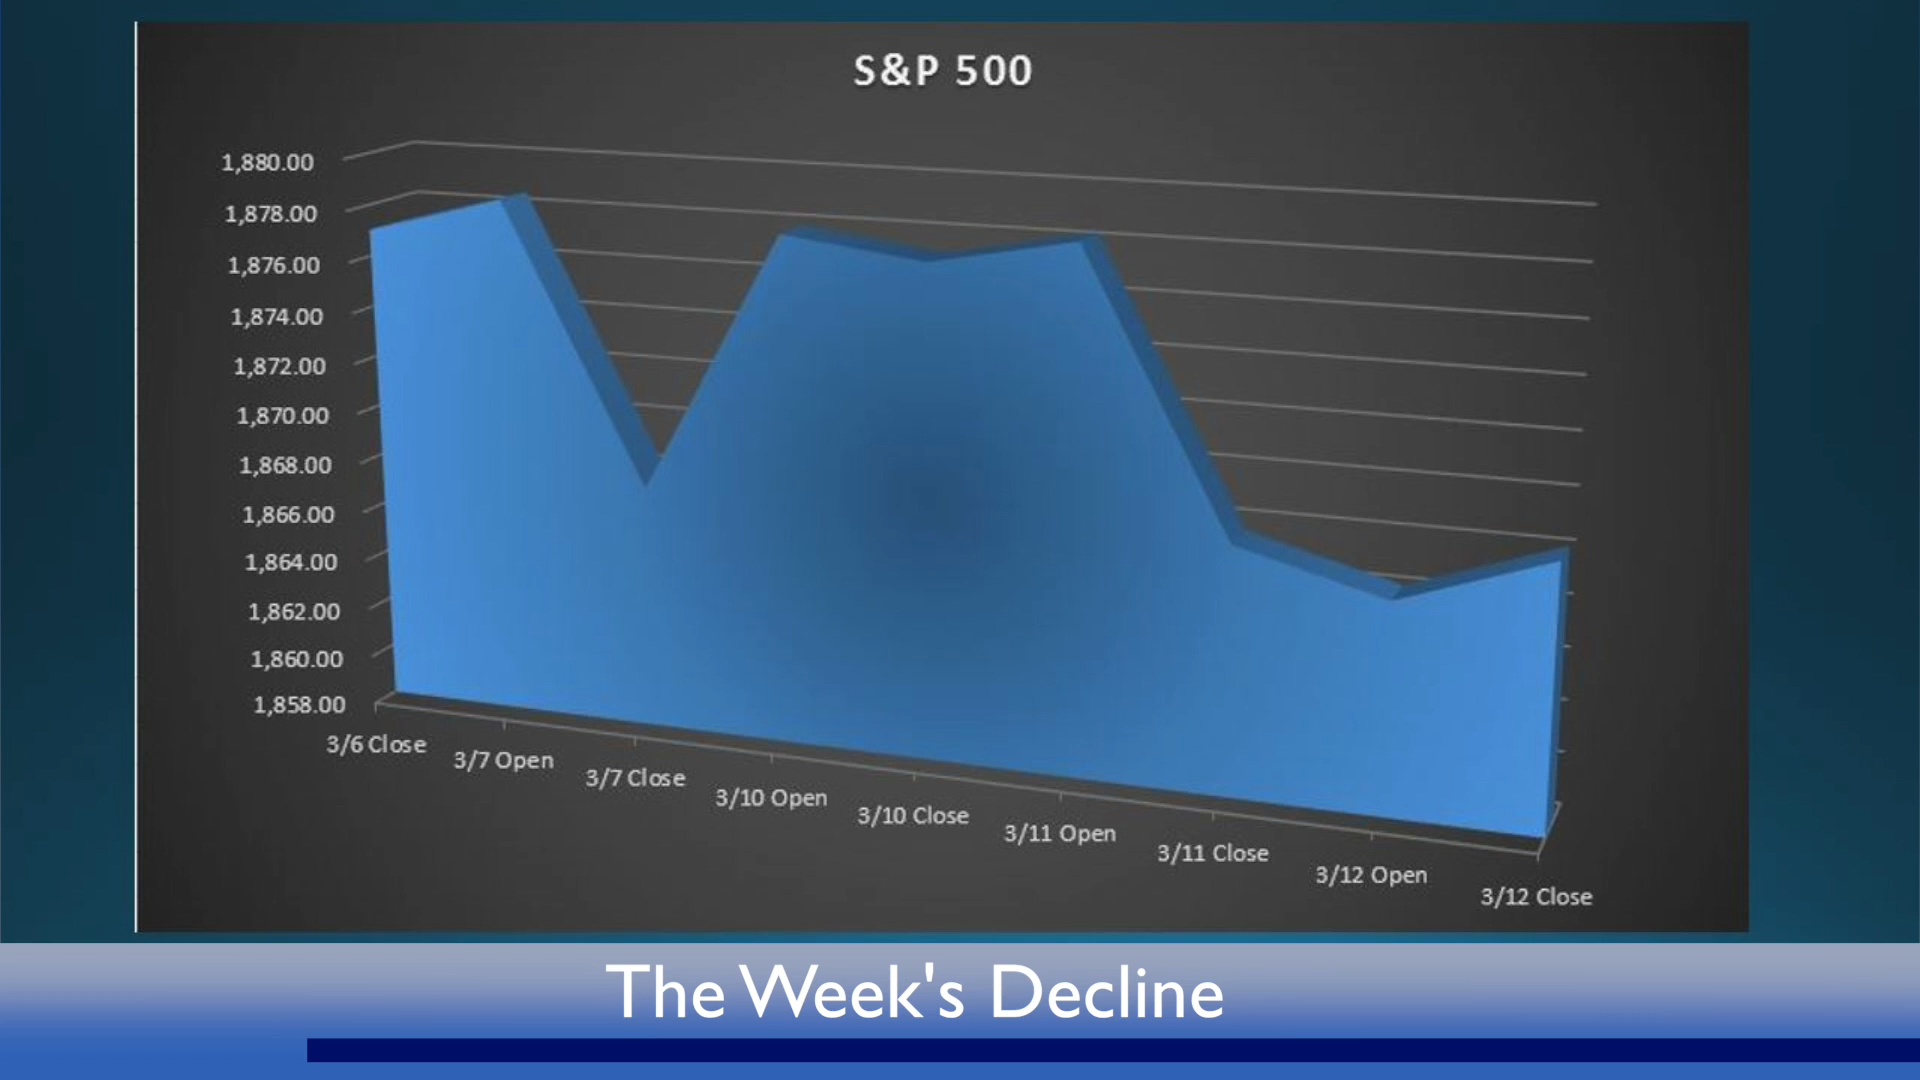 S&P 500
1,880.00
1,878.00
1,876.00
1,874.00
1,872.00
1,870.00
1,868.00
1,866.00
1,864.00
1,862.00
1,860.00
1,858.00
3/6 Close
3/7 Open
3/7 Close
3/10 Open
3/10 Close
3/11 Open
3/11 Close
3/12 Open
3/12 Close
The Week's Decline